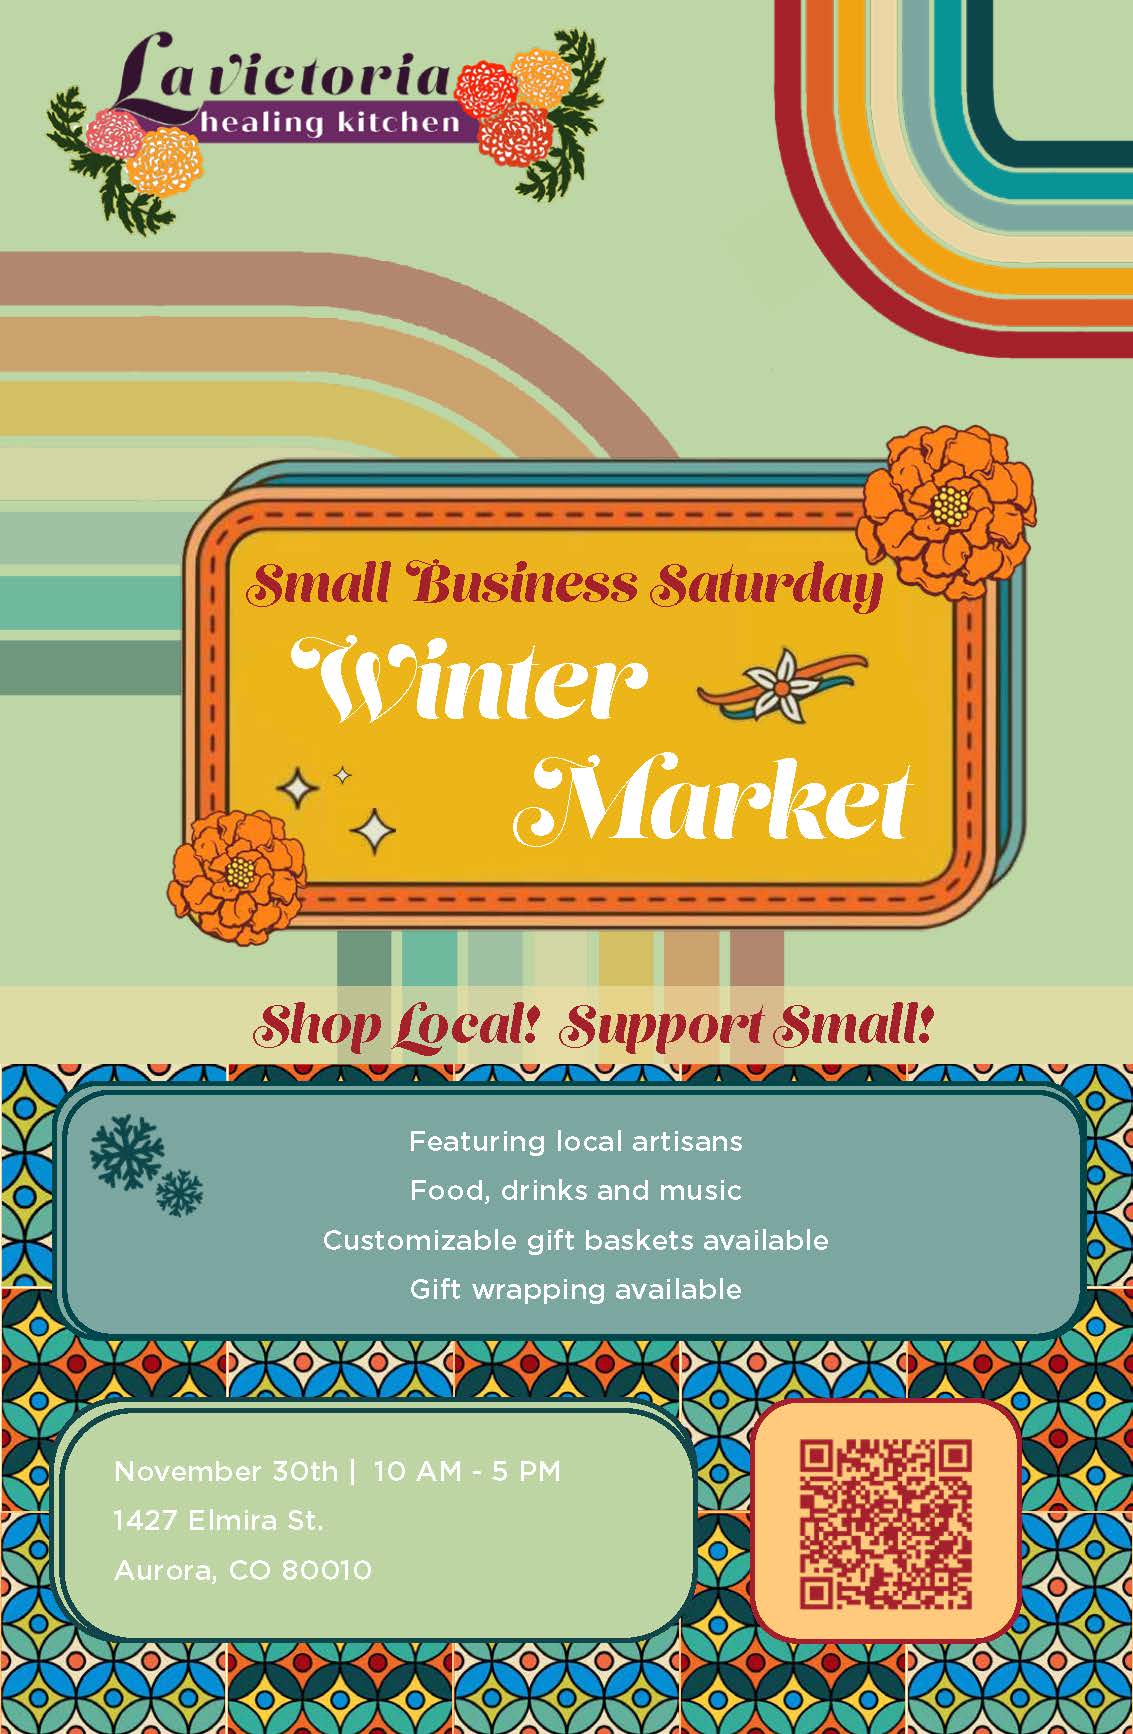 La victoria
healing kitchen
Small Business Saturday
Winter
Market
Shop Local! Support Small!
Featuring local artisans
Food, drinks and music
Customizable gift baskets available
Gift wrapping available
November 30th | 10 AM - 5 PM
1427 Elmira St.
Aurora, CO 80010